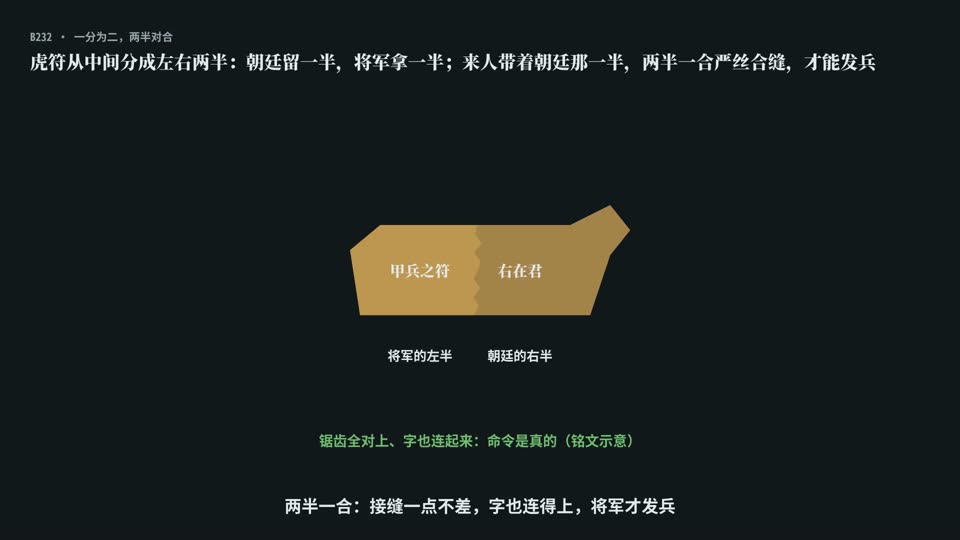 B232 · 一分为二，两半对合
虎符从中间分成左右两半：朝廷留一半，将军拿一半；来人带着朝廷那一半，两半一合严丝合缝，才能发兵
甲兵之符 右在君
将军的左半 朝廷的右半
锯齿全对上、字也连起来：命令是真的（铭文示意）
两半一合：接缝一点不差，字也连得上，将军才发兵